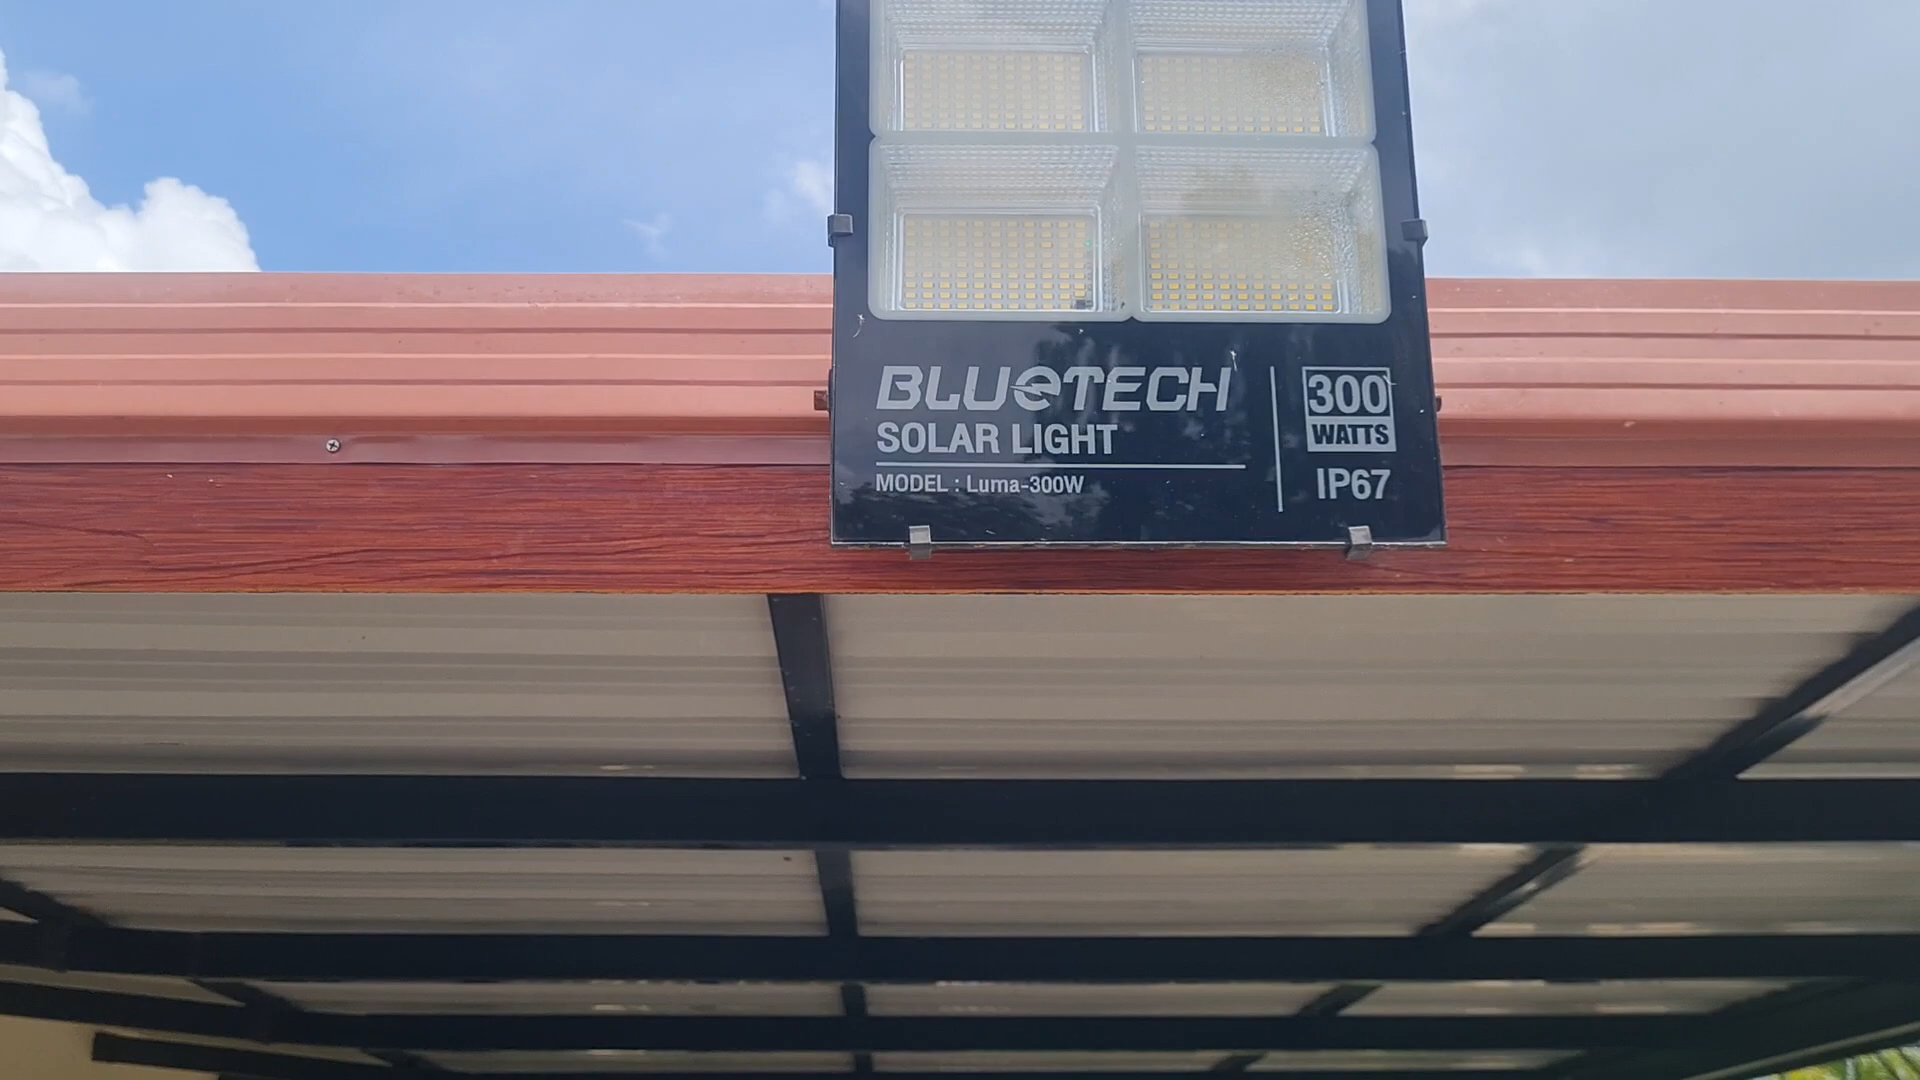 BLUETECH
SOLAR LIGHT
MODEL : Luma-300W
300
WATTS
IP67